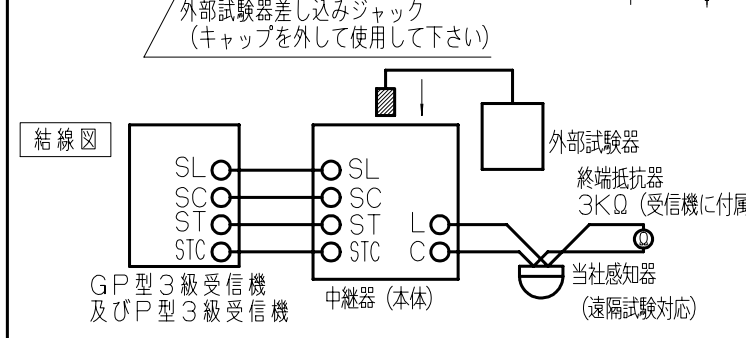 外部試験器差し込みジャック
(キャップを外して使用して下さい)
結線図
SL
SC
ST
STC
SL
SC
ST
STC
L
C
外部試験器
終端抵抗器
3KΩ (受信機に付属
Ω
GP型3級受信機
及びP型3級受信機
中継器 (本体)
当社感知器
(遠隔試験対応)